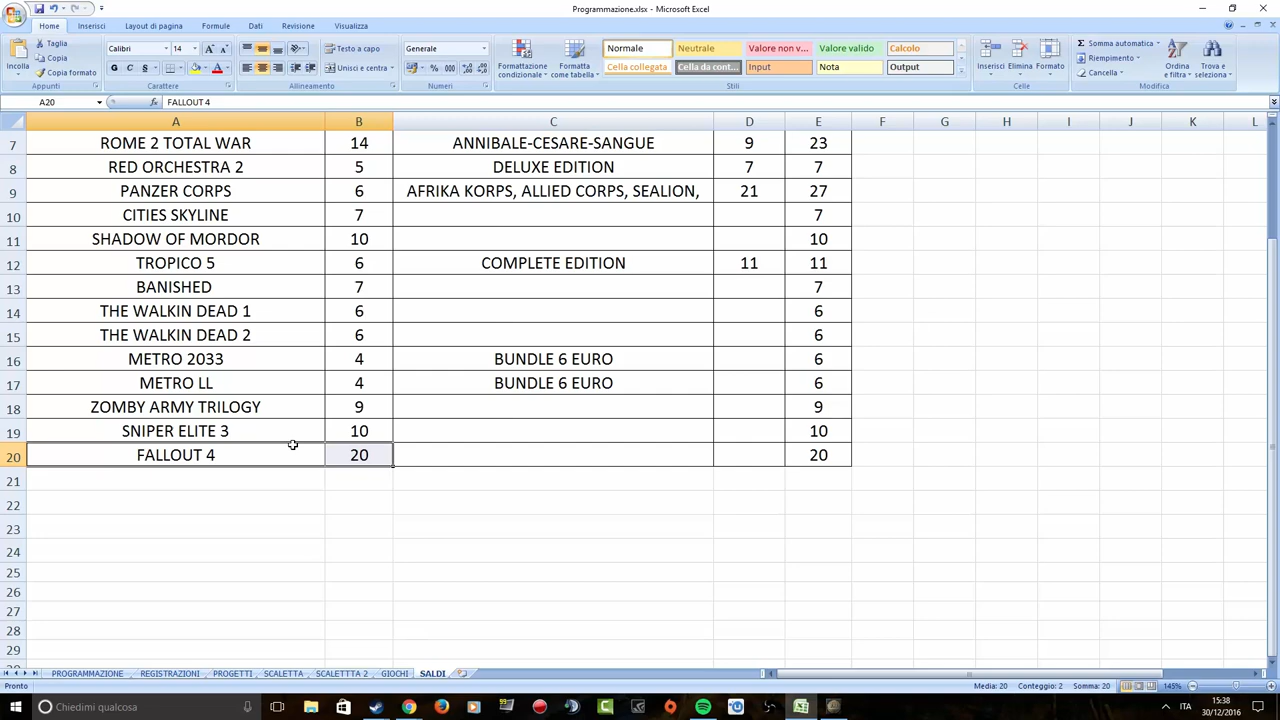 Programmazione.xlsx - Microsoft Excel
Home Inserisci Layout di pagina Formule Dati Revisione Visualizza
Incolla Taglia Copia Copia formato Appunti
Calibri 14 A A G C S A Carattere
Testo a capo Unisci e centra Allineamento
Generale % 000 Numeri
Formattazione condizionale Formatta come tabella
Normale Neutrale Valore non v... Valore valido Calcolo
Cella collegata Cella da cont... Input Nota Output
Stili
Inserisci Elimina Formato Celle
Somma automatica Riempimento Cancella Ordina e filtra Trova e seleziona Modifica
A20 fx FALLOUT 4
A B C D E F G H I J K L
7 ROME 2 TOTAL WAR 14 ANNIBALE-CESARE-SANGUE 9 23
8 RED ORCHESTRA 2 5 DELUXE EDITION 7 7
9 PANZER CORPS 6 AFRIKA KORPS, ALLIED CORPS, SEALION, 21 27
10 CITIES SKYLINE 7 7
11 SHADOW OF MORDOR 10 10
12 TROPICO 5 6 COMPLETE EDITION 11 11
13 BANISHED 7 7
14 THE WALKIN DEAD 1 6 6
15 THE WALKIN DEAD 2 6 6
16 METRO 2033 4 BUNDLE 6 EURO 6
17 METRO LL 4 BUNDLE 6 EURO 6
18 ZOMBY ARMY TRILOGY 9 9
19 SNIPER ELITE 3 10 10
20 FALLOUT 4 20 20
21
22
23
24
25
26
27
28
29
PROGRAMMAZIONE REGISTRAZIONI PROGETTI SCALETTA SCALETTTA 2 GIOCHI SALDI
Pronto Media: 20 Conteggio: 2 Somma: 20 145%
Chiedimi qualcosa ITA 15:38
30/12/2016